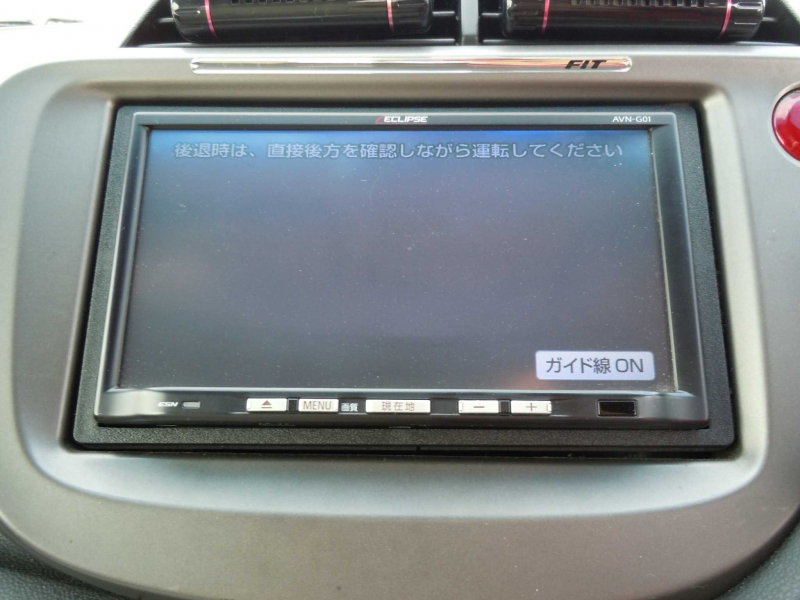 FIT
ECLIPSE
AVN-G01
後退時は、直接後方を確認しながら運転してください
ガイド線 ON
ESN
MENU
画質
現在地